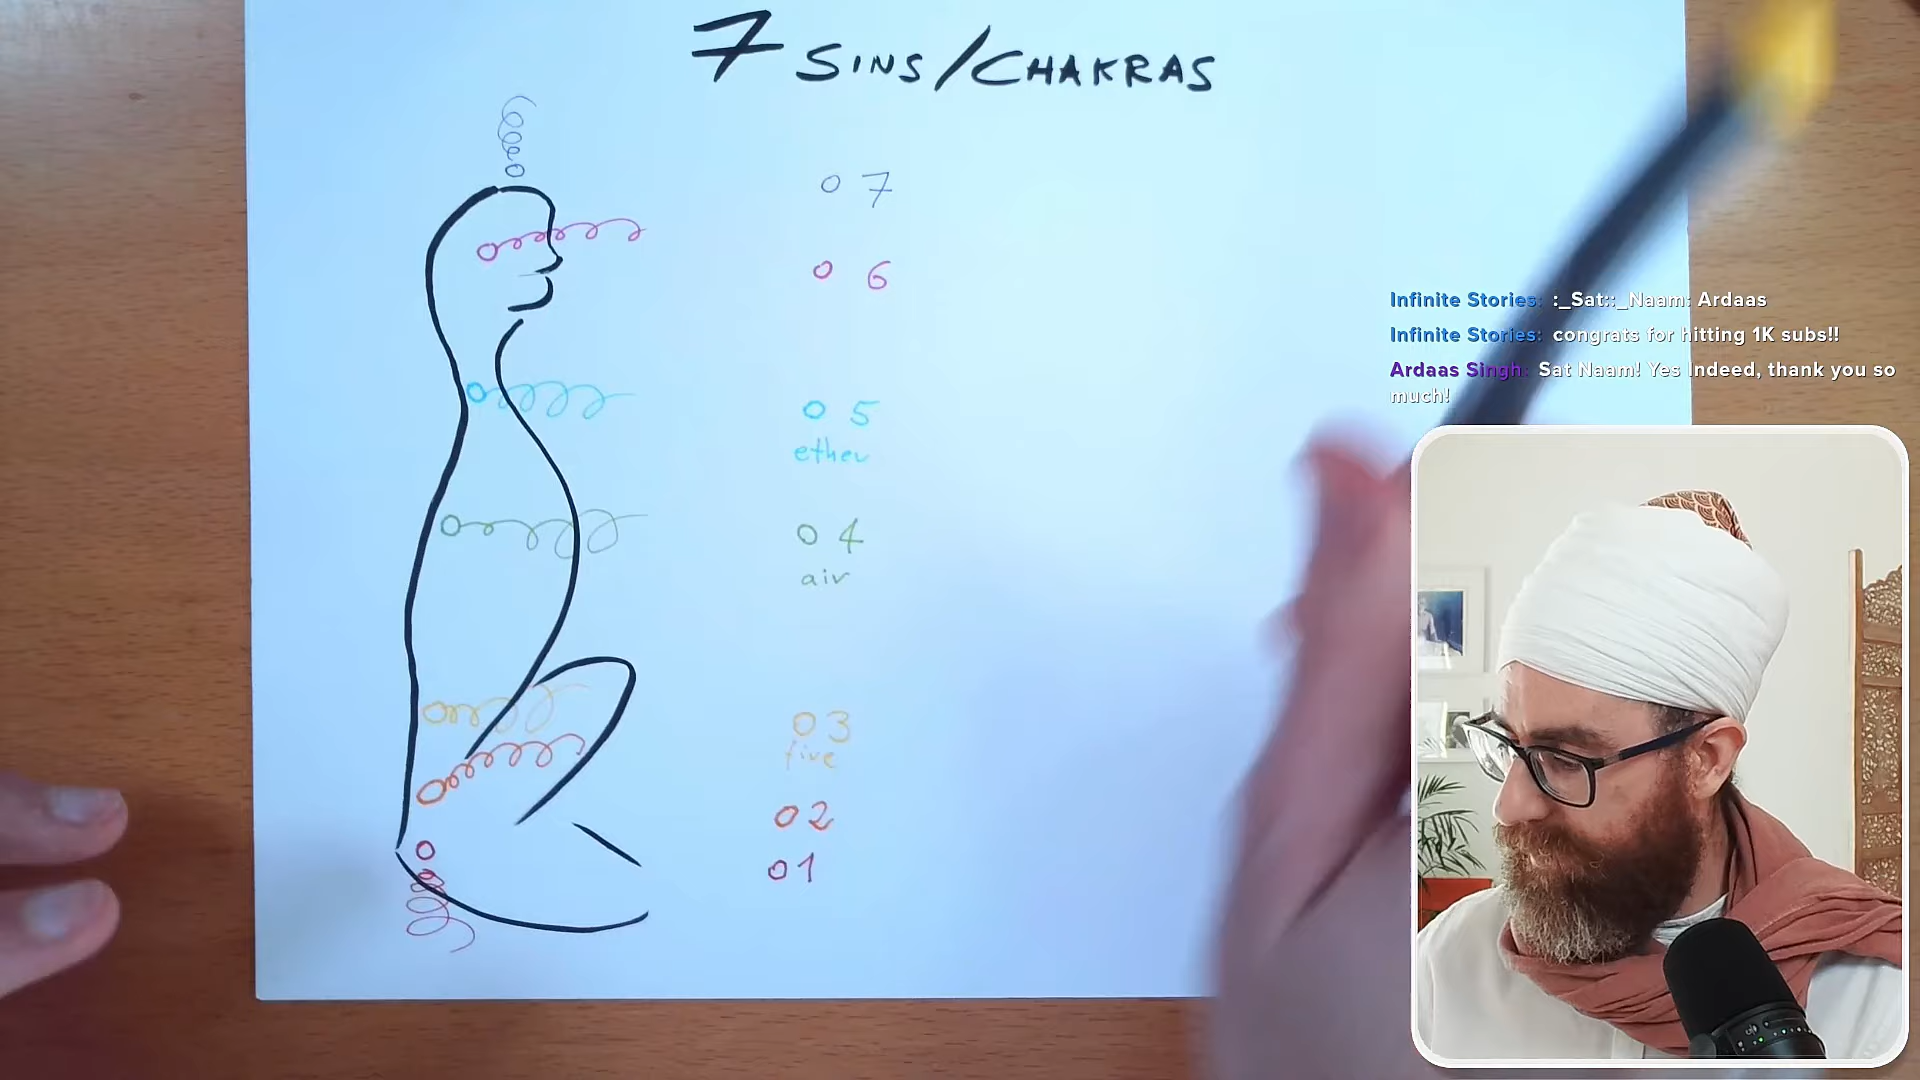 7 SINS/CHAKRAS
7
6
5
ether
4
air
3
fire
2
1
Infinite Stories: :_Sat::_Naam: Ardaas
Infinite Stories: congrats for hitting 1K subs!!
Ardaas Singh: Sat Naam! Yes Indeed, thank you so
much!